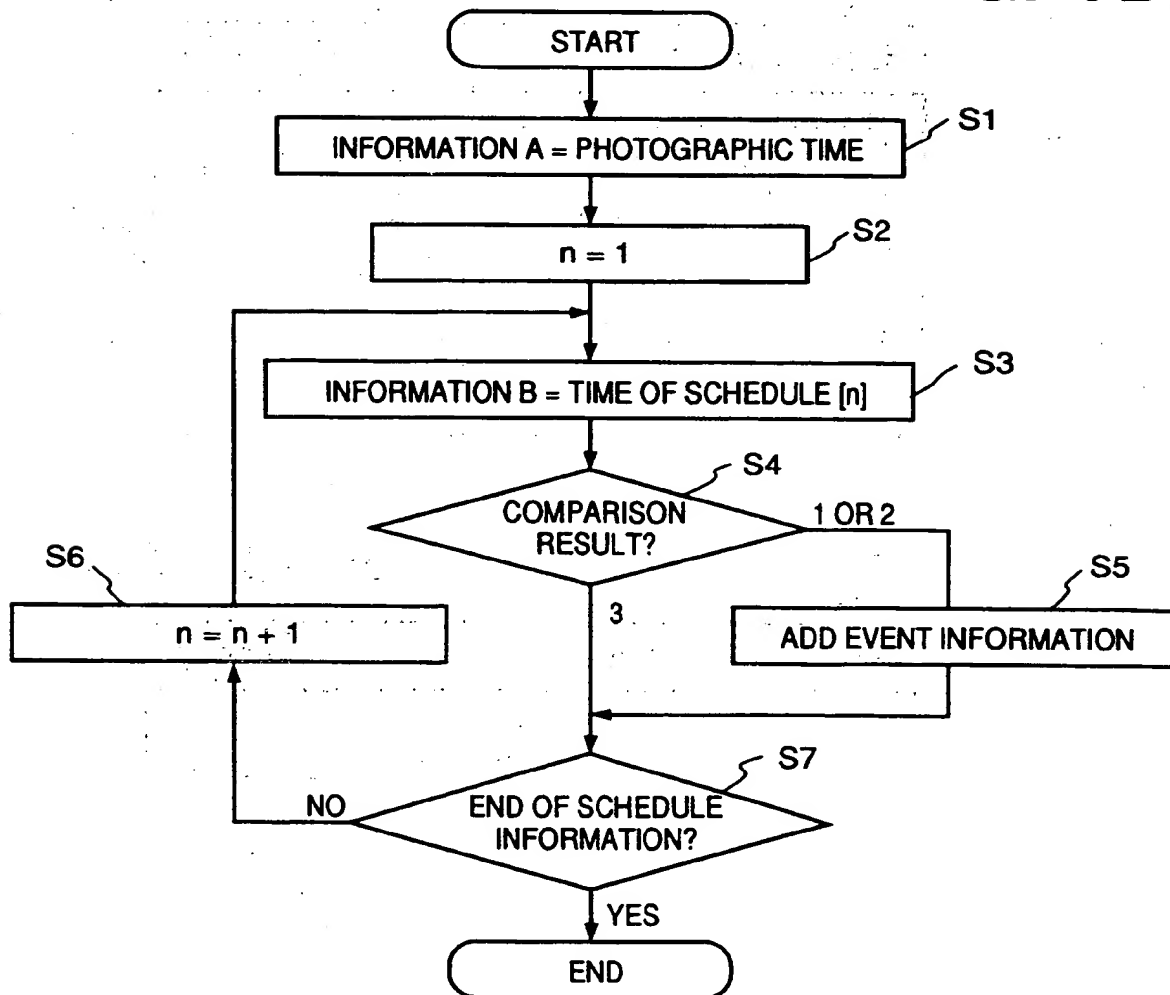 START
INFORMATION A = PHOTOGRAPHIC TIME
S1
n = 1
S2
INFORMATION B = TIME OF SCHEDULE [n]
S3
COMPARISON
RESULT?
S4
1 OR 2
3
S6
n = n + 1
S5
ADD EVENT INFORMATION
END OF SCHEDULE
INFORMATION?
S7
NO
YES
END